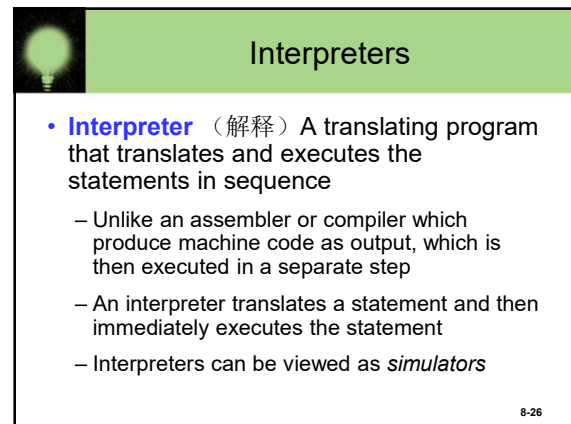 Interpreters
• Interpreter （解释）A translating program
that translates and executes the
statements in sequence
– Unlike an assembler or compiler which
produce machine code as output, which is
then executed in a separate step
– An interpreter translates a statement and then
immediately executes the statement
– Interpreters can be viewed as simulators
8-26